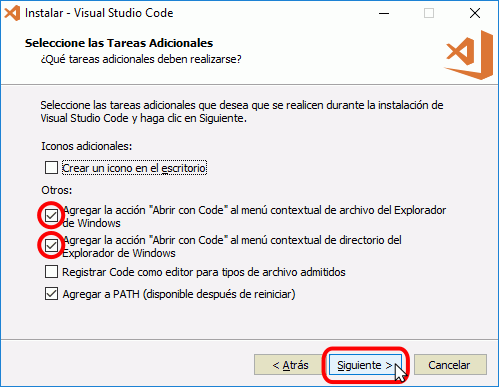 Instalar - Visual Studio Code
Seleccione las Tareas Adicionales
¿Qué tareas adicionales deben realizarse?
Seleccione las tareas adicionales que desea que se realicen durante la instalación de
Visual Studio Code y haga clic en Siguiente.
Iconos adicionales:
Crear un icono en el escritorio
Otros:
Agregar la acción "Abrir con Code" al menú contextual de archivo del Explorador
de Windows
Agregar la acción "Abrir con Code" al menú contextual de directorio del
Explorador de Windows
Registrar Code como editor para tipos de archivo admitidos
Agregar a PATH (disponible después de reiniciar)
< Atrás
Siguiente >
Cancelar